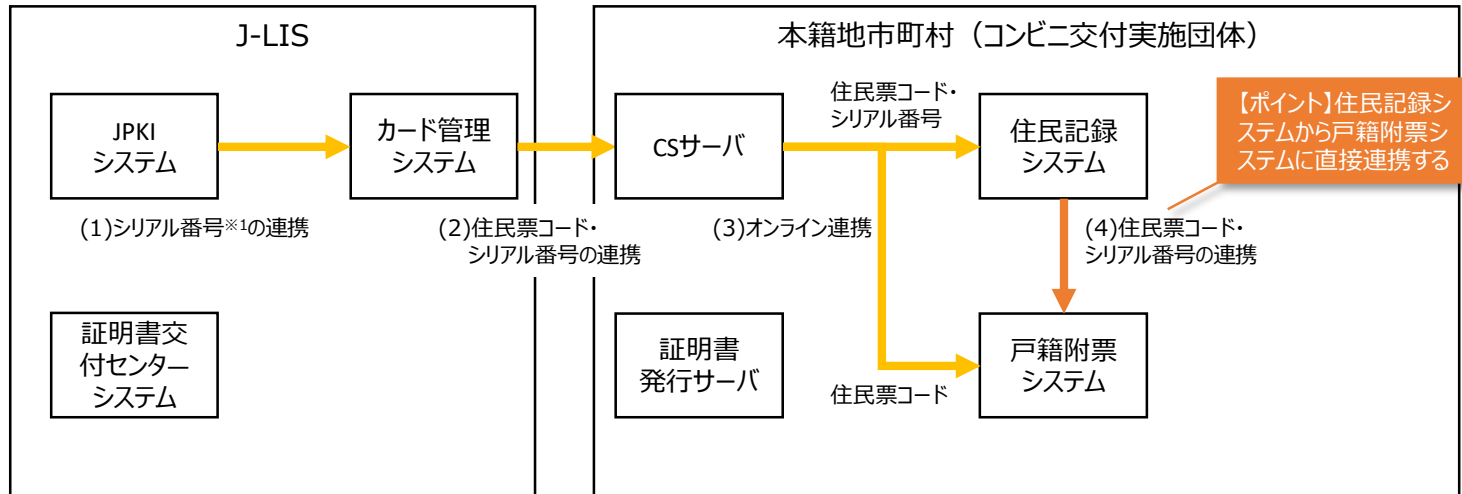 J-LIS
JPKI
システム
カード管理
システム
(1)シリアル番号※1の連携
(2)住民票コード・
シリアル番号の連携
証明書交
付センター
システム
本籍地市町村（コンビニ交付実施団体）
CSサーバ
住民票コード・
シリアル番号
住民記録
システム
【ポイント】住民記録シ
ステムから戸籍附票シ
ステムに直接連携する
(3)オンライン連携
(4)住民票コード・
シリアル番号の連携
証明書
発行サーバ
住民票コード
戸籍附票
システム